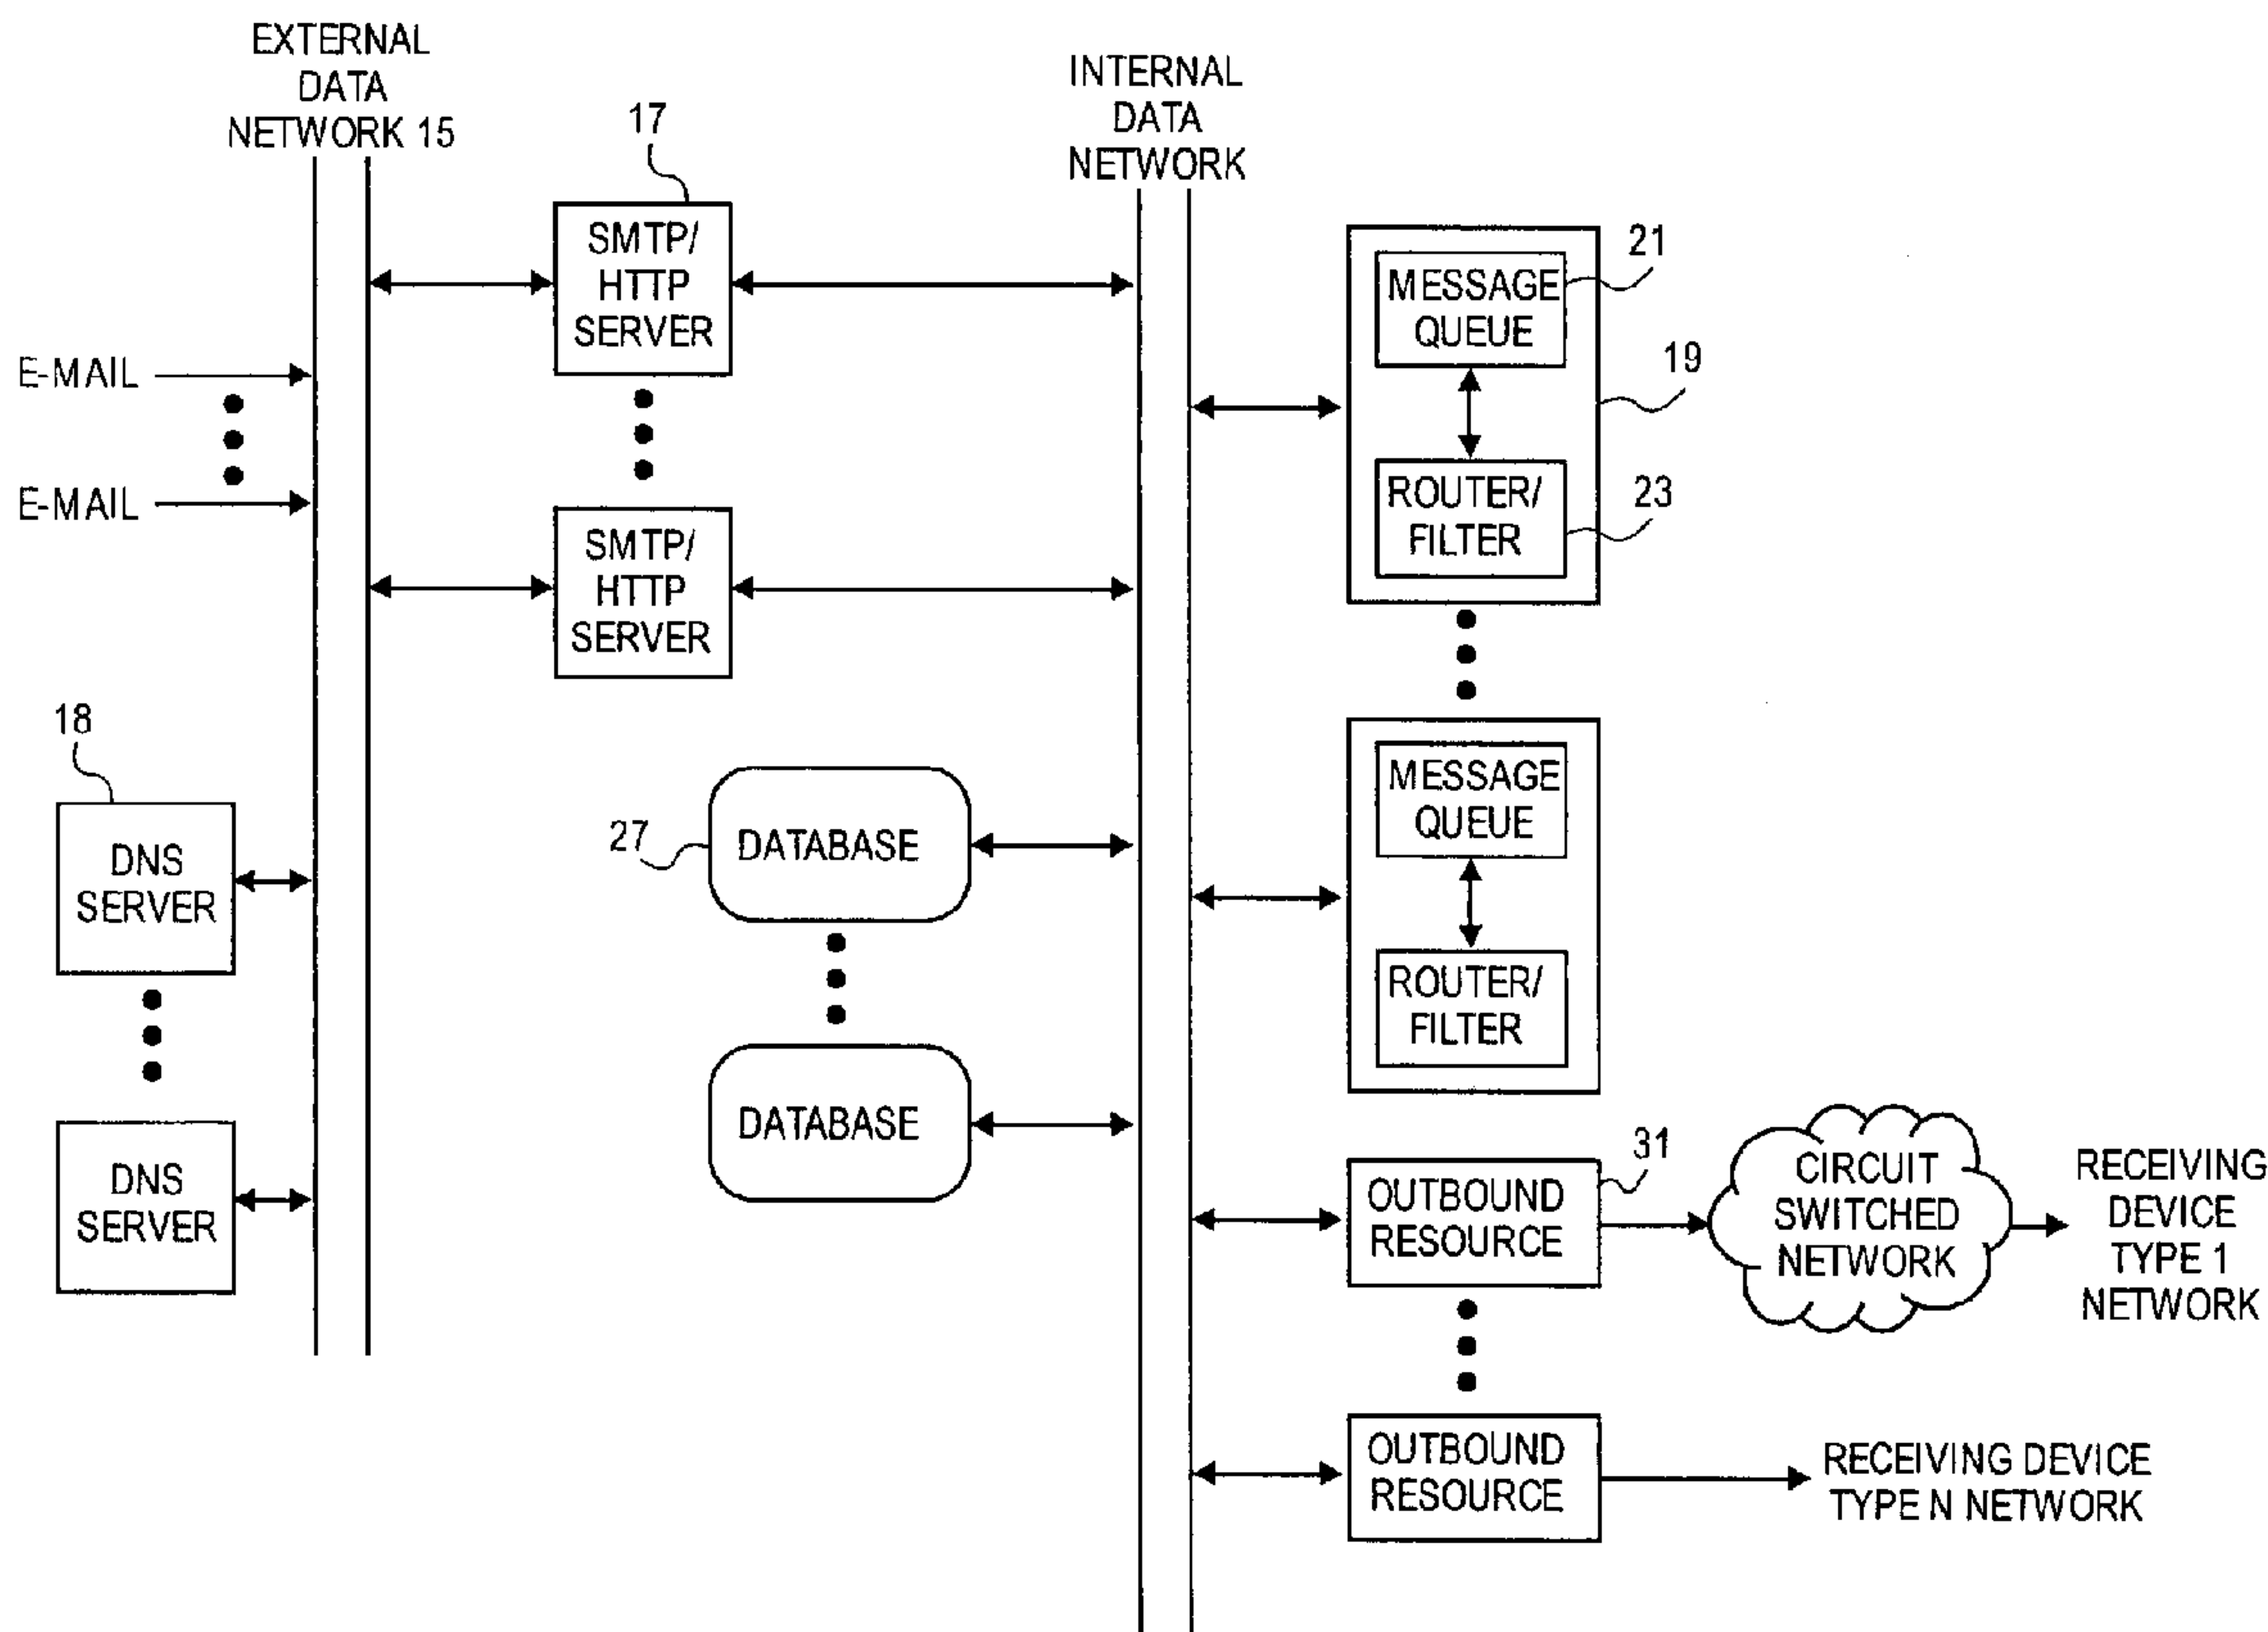 EXTERNAL
DATA
NETWORK 15
INTERNAL
DATA
NETWORK
17
SMTP/
HTTP
SERVER
E-MAIL
E-MAIL
SMTP/
HTTP
SERVER
21
MESSAGE
QUEUE
19
ROUTER/
FILTER
23
18
DNS
SERVER
DNS
SERVER
27
DATABASE
DATABASE
MESSAGE
QUEUE
ROUTER/
FILTER
31
OUTBOUND
RESOURCE
CIRCUIT
SWITCHED
NETWORK
RECEIVING
DEVICE
TYPE 1
NETWORK
OUTBOUND
RESOURCE
RECEIVING DEVICE
TYPE N NETWORK